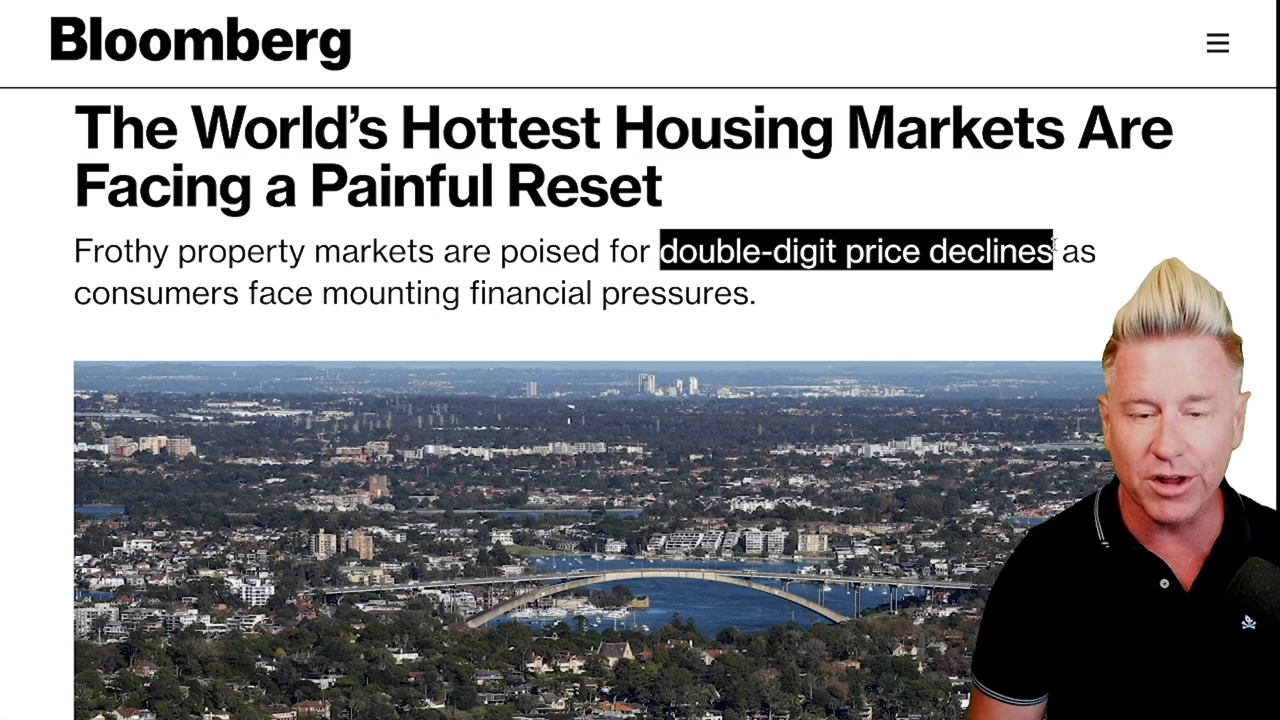 Bloomberg
The World’s Hottest Housing Markets Are
Facing a Painful Reset
Frothy property markets are poised for double-digit price declines as
consumers face mounting financial pressures.